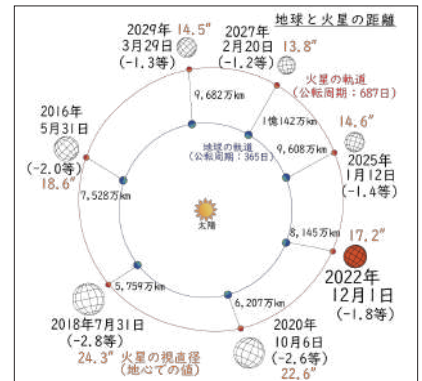 地球と火星の距離
2029年 14.5″
3月29日
(-1.3等)
2027年
2月20日 13.8″
(-1.2等)
火星の軌道
(公転周期:687日)
9,682万km
1億142万km
2016年
5月31日
(-2.0等)
18.6″
地球の軌道
(公転周期:365日)
9,608万km
14.6″
2025年
1月12日
(-1.4等)
7,528万km
太陽
8,145万km
17.2″
2022年
12月1日
(-1.8等)
5,759万km
6,207万km
2018年7月31日
(-2.8等)
24.3″ 火星の視直径
(地心での値)
2020年
10月6日
(-2.6等)
22.6″